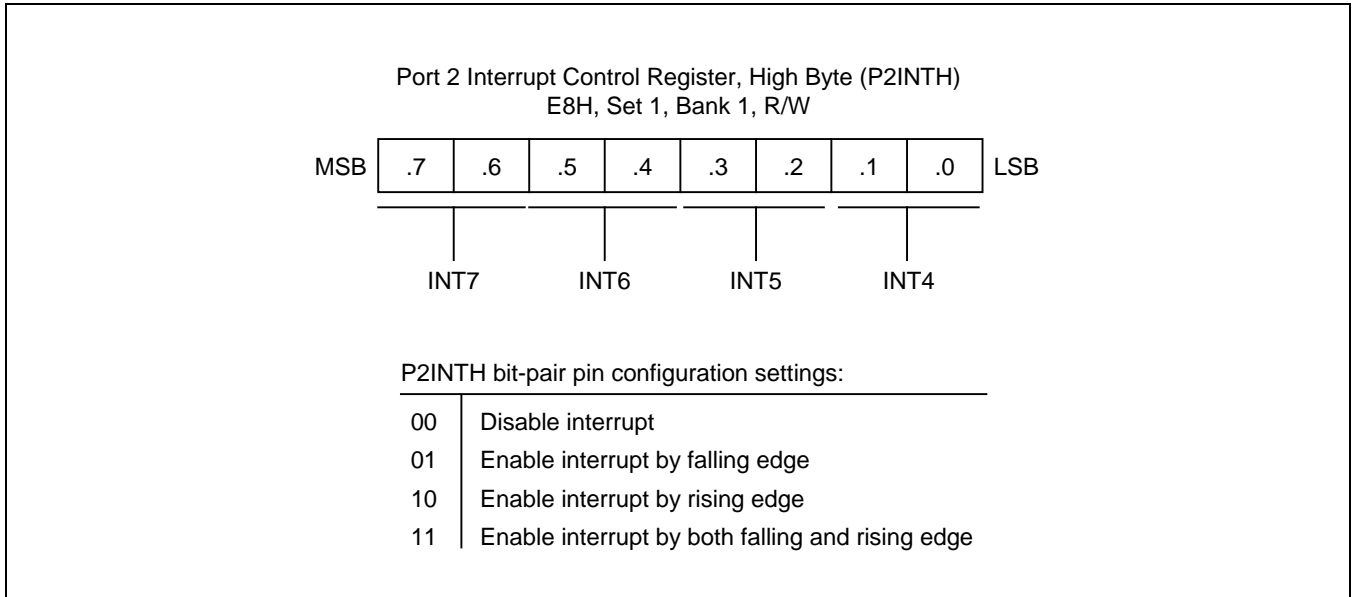 Port 2 Interrupt Control Register, High Byte (P2INTH)
E8H, Set 1, Bank 1, R/W
MSB .7 .6 .5 .4 .3 .2 .1 .0 LSB
INT7 INT6 INT5 INT4
P2INTH bit-pair pin configuration settings:
00 Disable interrupt
01 Enable interrupt by falling edge
10 Enable interrupt by rising edge
11 Enable interrupt by both falling and rising edge